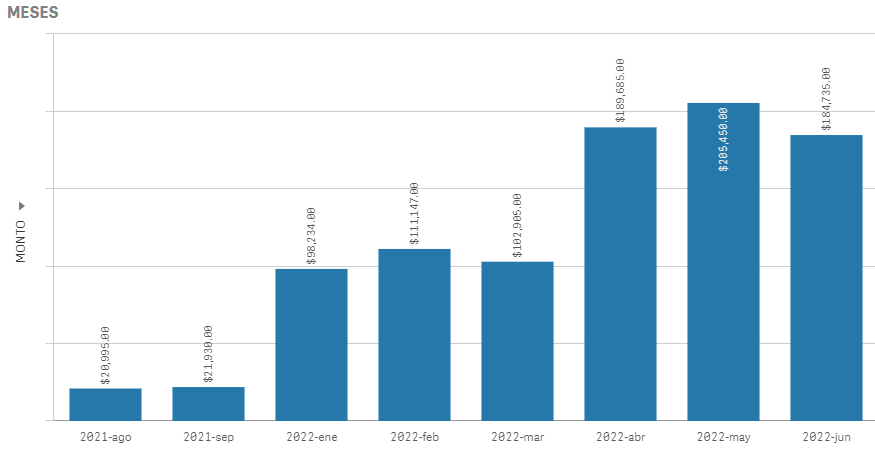 MESES
MONTO
$20,995.00
$21,930.00
$98,234.00
$111,147.00
$102,905.00
$189,685.00
$205,450.00
$184,735.00
2021-ago
2021-sep
2022-ene
2022-feb
2022-mar
2022-abr
2022-may
2022-jun